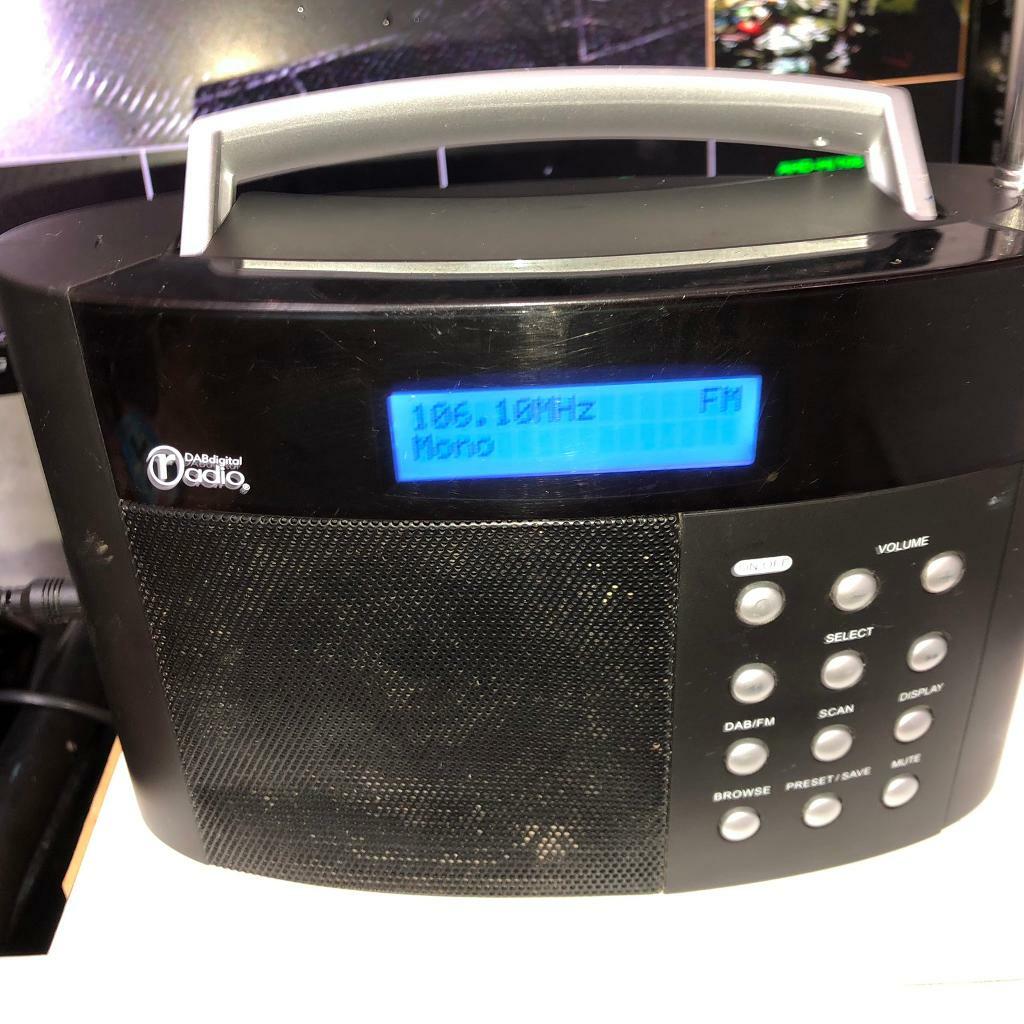 106.10MHz FM
Mono
DABdigital
radio
ON/OFF
VOLUME
SELECT
DAB/FM
SCAN
DISPLAY
BROWSE
PRESET / SAVE
MUTE